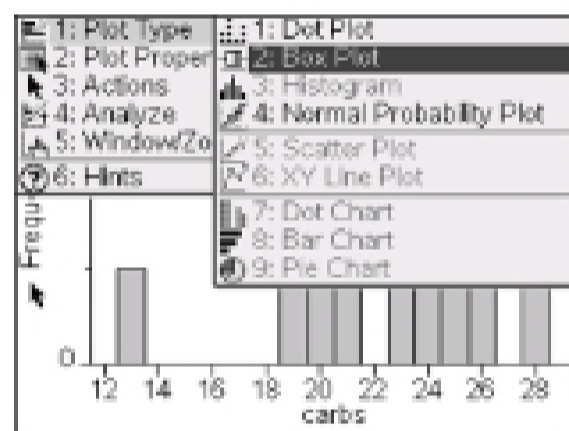 1: Plot Type
2: Plot Proper
3: Actions
4: Analyze
5: Window/Zo
6: Hints
1: Dot Plot
2: Box Plot
3: Histogram
4: Normal Probability Plot
5: Scatter Plot
6: XY Line Plot
7: Dot Chart
8: Bar Chart
9: Pie Chart
Frequ
0
12 14 16 18 20 22 24 26 28
carbs